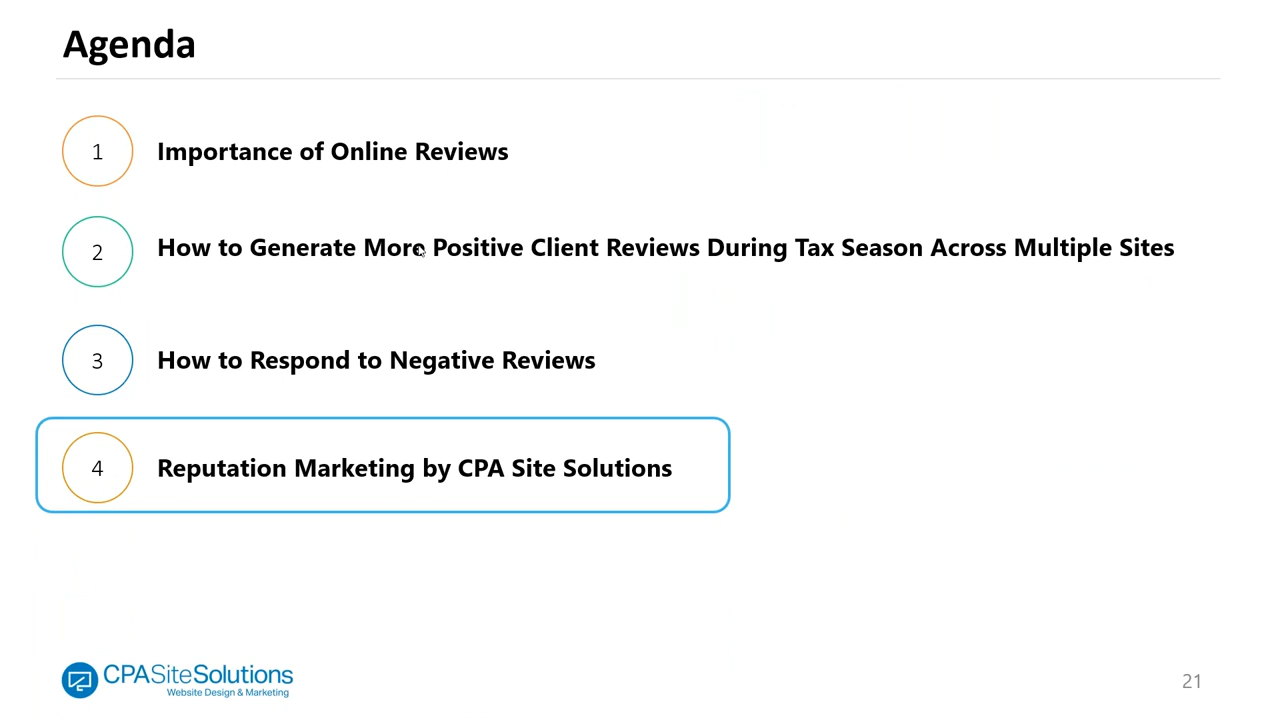 Agenda
1
Importance of Online Reviews
2
How to Generate More Positive Client Reviews During Tax Season Across Multiple Sites
3
How to Respond to Negative Reviews
4
Reputation Marketing by CPA Site Solutions
CPASiteSolutions
Website Design & Marketing
21